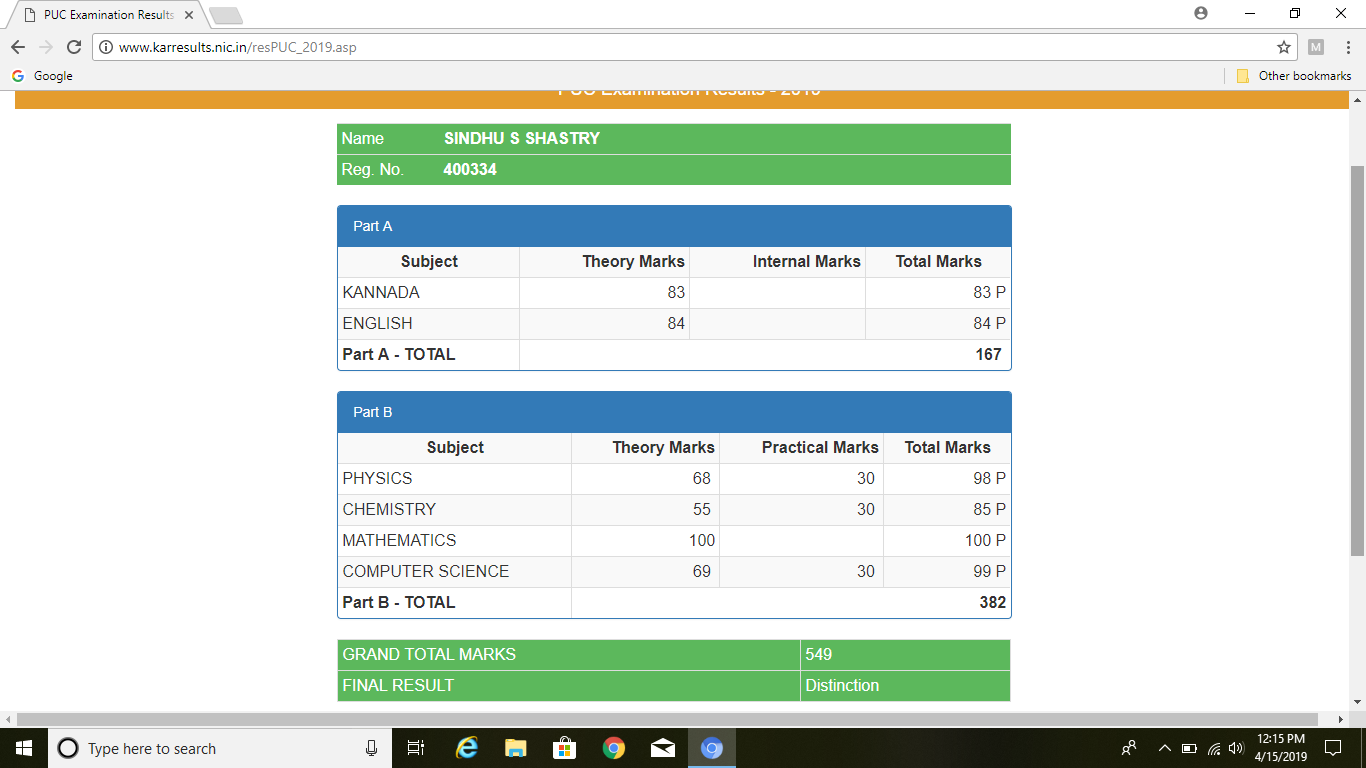 PUC Examination Results
www.karresults.nic.in/resPUC_2019.asp
M
Google
Other bookmarks
PUC Examination Results - 2019
Name SINDHU S SHASTRY
Reg. No. 400334
Part A
Subject Theory Marks Internal Marks Total Marks
KANNADA 83 83 P
ENGLISH 84 84 P
Part A - TOTAL 167
Part B
Subject Theory Marks Practical Marks Total Marks
PHYSICS 68 30 98 P
CHEMISTRY 55 30 85 P
MATHEMATICS 100 100 P
COMPUTER SCIENCE 69 30 99 P
Part B - TOTAL 382
GRAND TOTAL MARKS 549
FINAL RESULT Distinction
Type here to search
12:15 PM
4/15/2019